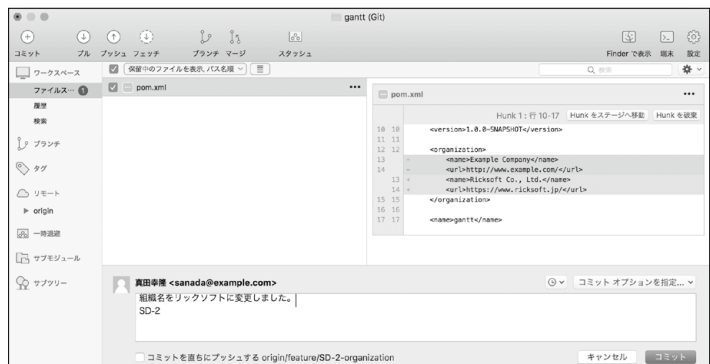 gantt (Git)
コミット プル プッシュ フェッチ ブランチ マージ スタッシュ Finder で表示 端末 設定
ワークスペース
ファイルス… 1
履歴
検索
ブランチ
タグ
リモート
origin
一時退避
サブモジュール
サブツリー
保留中のファイルを表示, パス名順
検索
pom.xml
pom.xml
Hunk 1 : 行 10-17 Hunk をステージへ移動 Hunk を破棄
10 10 <version>1.0.0-SNAPSHOT</version>
11 11
12 12 <organization>
13 - <name>Example Company</name>
14 - <url>http://www.example.com/</url>
13 + <name>Ricksoft Co., Ltd.</name>
14 + <url>https://www.ricksoft.jp/</url>
15 15 </organization>
16 16
17 17 <name>gantt</name>
真田幸隆 <sanada@example.com>
コミット オプションを指定...
組織名をリックソフトに変更しました。
SD-2
コミットを直ちにプッシュする origin/feature/SD-2-organization
キャンセル コミット